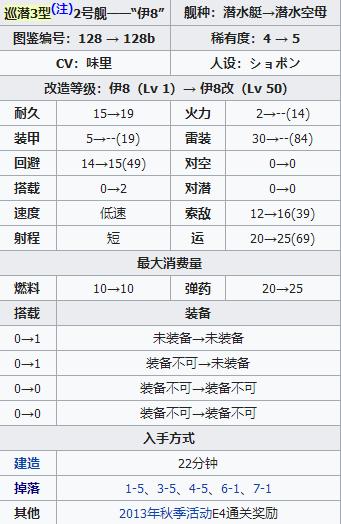 巡潜3型(注)2号舰——“伊8” 舰种：潜水艇→潜水空母
图鉴编号：128 → 128b 稀有度：4 → 5
CV：味里 人设：ショボン
改造等级：伊8（Lv 1）→ 伊8改（Lv 50）
耐久 15→19 火力 2→--(14)
装甲 5→--(19) 雷装 30→--(84)
回避 14→15(49) 对空 0→0
搭载 0→2 对潜 0→0
速度 低速 索敌 12→16(39)
射程 短 运 20→25(69)
最大消费量
燃料 10→10 弹药 20→25
搭载 装备
0→1 未装备→未装备
0→1 装备不可→未装备
0→0 装备不可→装备不可
0→0 装备不可→装备不可
入手方式
建造 22分钟
掉落 1-5、3-5、4-5、6-1、7-1
其他 2013年秋季活动E4通关奖励